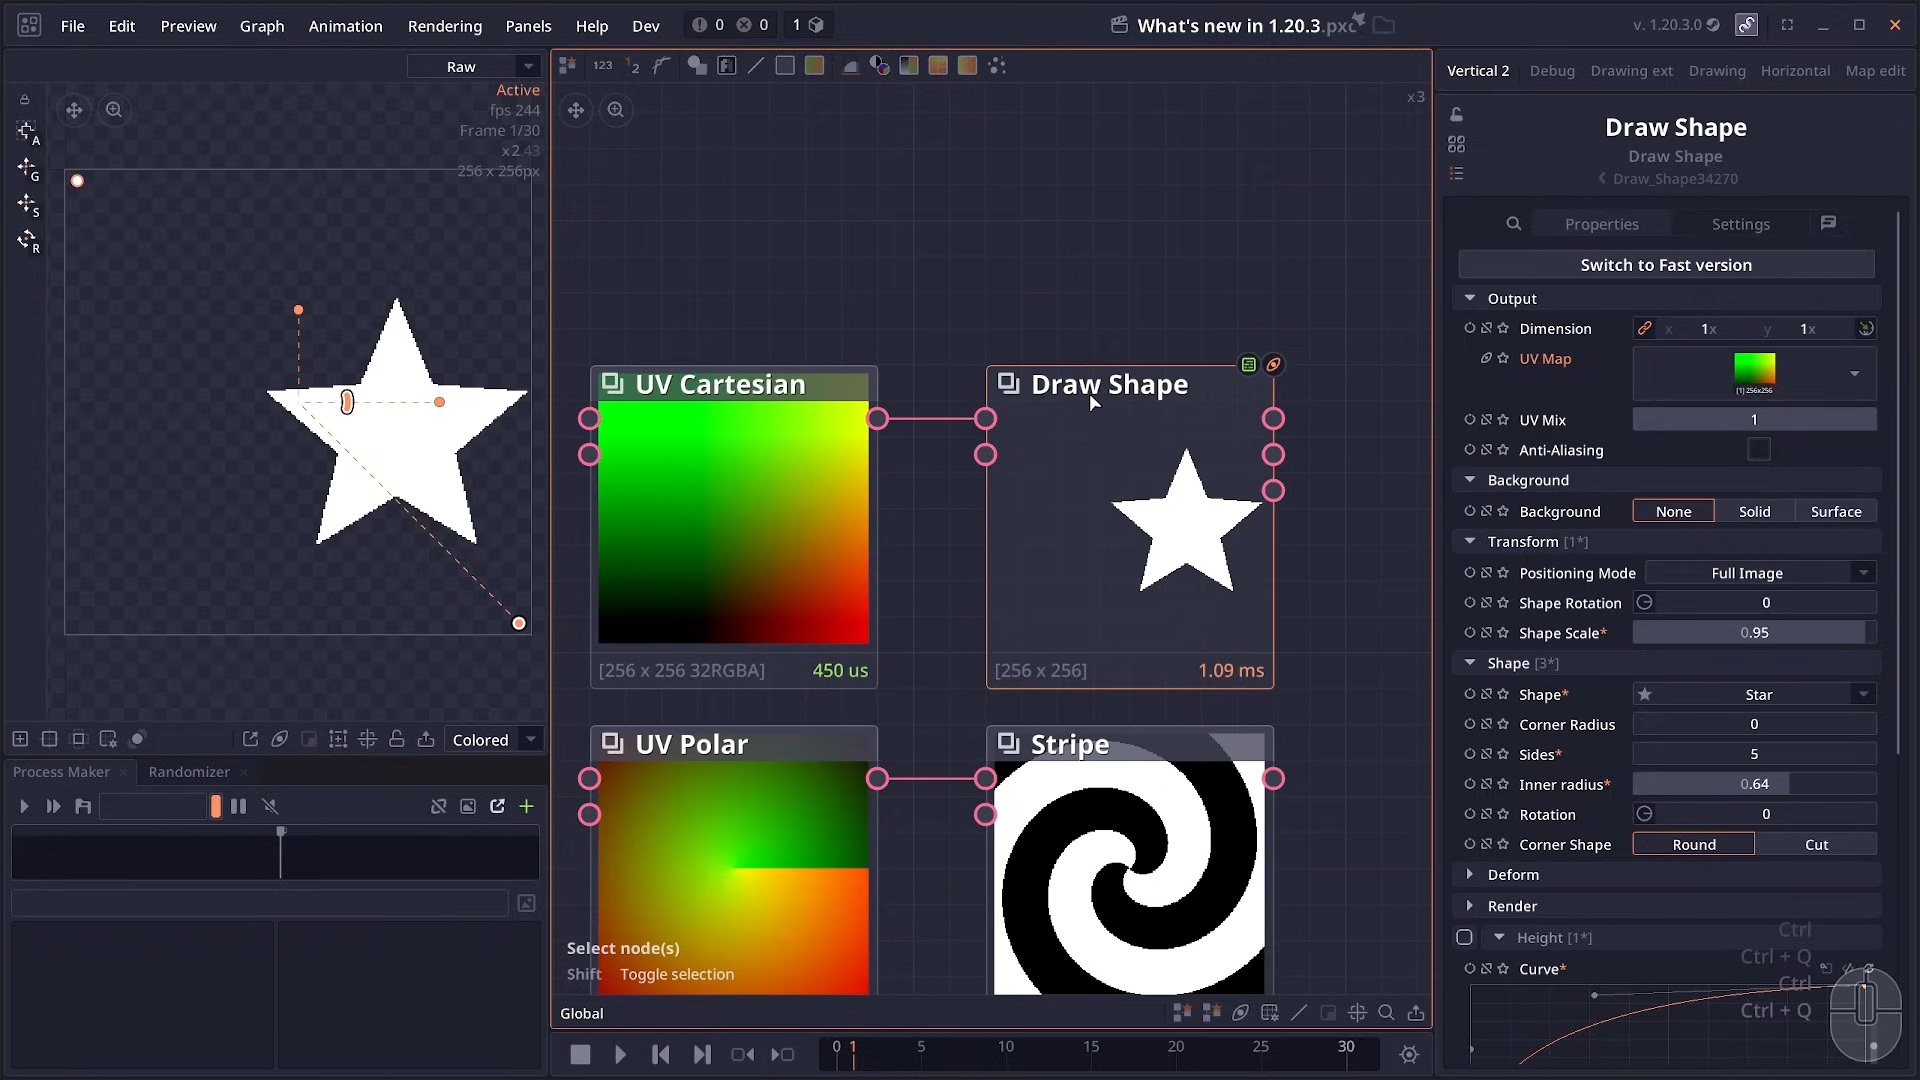 File Edit Preview Graph Animation Rendering Panels Help Dev 0 0 1 What's new in 1.20.3.pxc v. 1.20.3.0
Raw
Active
fps 244
Frame 1/30
x2.43
256 x 256px
A
G
S
R
Colored
Process Maker × Randomizer ×
123 1 2
x3
UV Cartesian
[256 x 256 32RGBA] 450 us
Draw Shape
[256 x 256] 1.09 ms
UV Polar
Stripe
Select node(s)
Shift Toggle selection
Global
0 1 5 10 15 20 25 30
Vertical 2 Debug Drawing ext Drawing Horizontal Map edit
Draw Shape
Draw Shape
Draw_Shape34270
Properties Settings
Switch to Fast version
Output
Dimension x 1x y 1x
UV Map [1] 256x256
UV Mix 1
Anti-Aliasing
Background
Background None Solid Surface
Transform [1*]
Positioning Mode Full Image
Shape Rotation 0
Shape Scale* 0.95
Shape [3*]
Shape* Star
Corner Radius 0
Sides* 5
Inner radius* 0.64
Rotation 0
Corner Shape Round Cut
Deform
Render
Height [1*]
Curve*
Ctrl
Ctrl + Q
Ctrl
Ctrl + Q